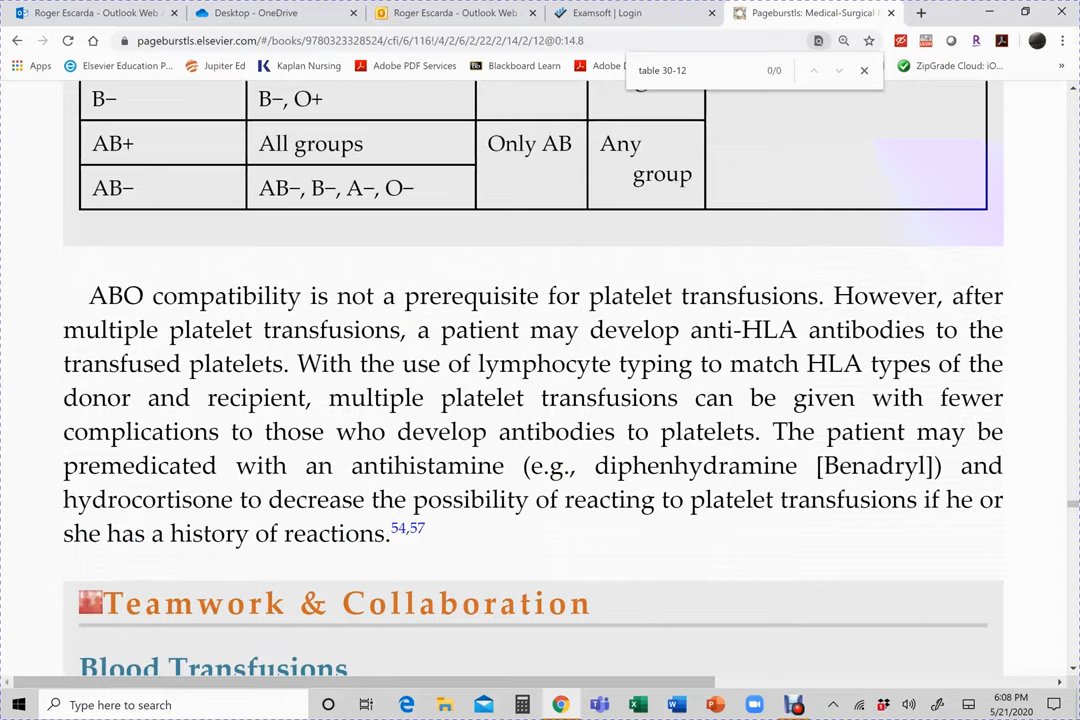 Roger Escarda - Outlook Web
Desktop - OneDrive
Roger Escarda - Outlook Web
Examsoft | Login
Pageburstls: Medical-Surgical
pageburstls.elsevier.com/#/books/9780323328524/cfi/6/116!/4/2/6/2/22/2/14/2/12@0:14.8
Apps
Elsevier Education P...
Jupiter Ed
Kaplan Nursing
Adobe PDF Services
Blackboard Learn
Adobe
table 30-12
0/0
ZipGrade Cloud: iO...
B−
B−, O+
AB+
All groups
Only AB
Any
group
AB−
AB−, B−, A−, O−
ABO compatibility is not a prerequisite for platelet transfusions. However, after
multiple platelet transfusions, a patient may develop anti-HLA antibodies to the
transfused platelets. With the use of lymphocyte typing to match HLA types of the
donor and recipient, multiple platelet transfusions can be given with fewer
complications to those who develop antibodies to platelets. The patient may be
premedicated with an antihistamine (e.g., diphenhydramine [Benadryl]) and
hydrocortisone to decrease the possibility of reacting to platelet transfusions if he or
she has a history of reactions.54,57
Teamwork & Collaboration
Blood Transfusions
Type here to search
6:08 PM
5/21/2020